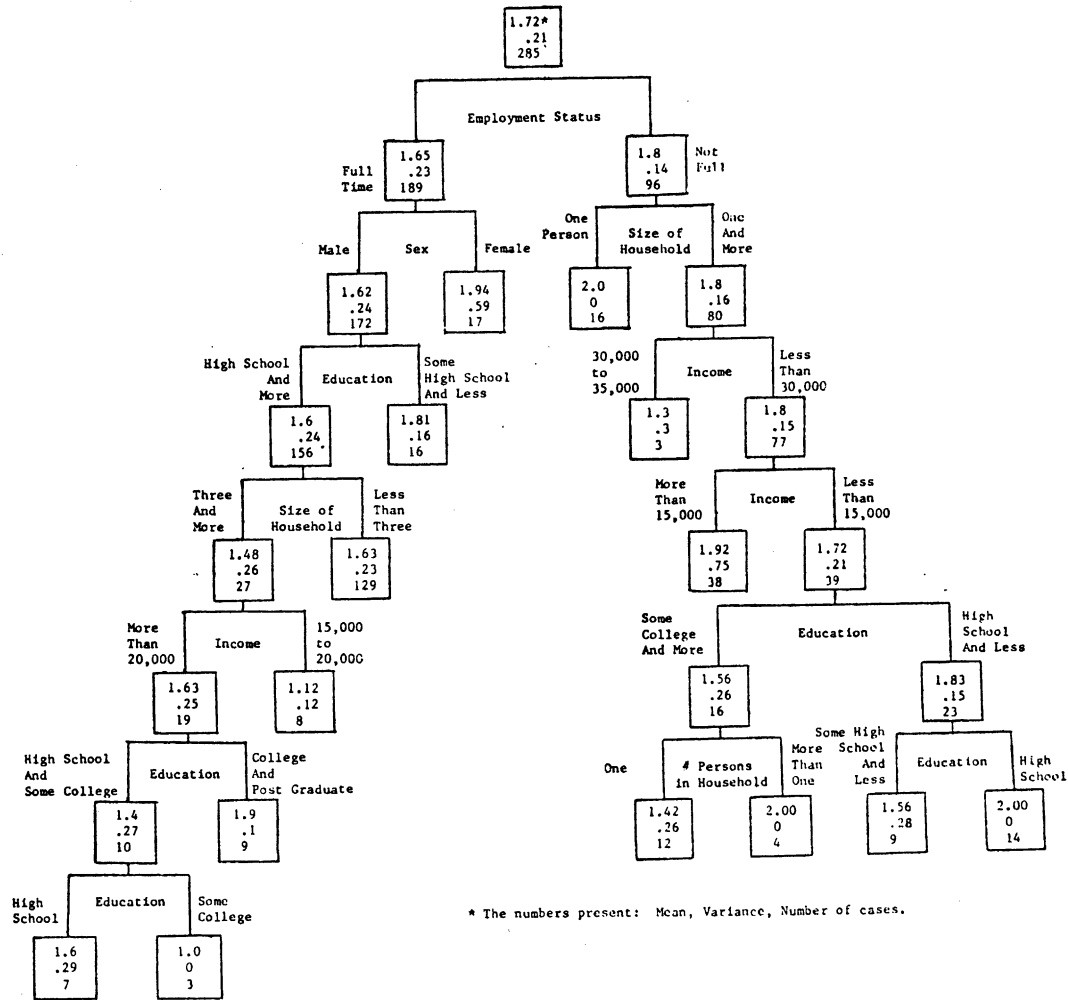 1.72*
.21
285
Employment Status
Full
Time
1.65
.23
189
1.8
.14
96
Not
Full
Male
Sex
Female
One
Person
Size of
Household
One
And
More
1.62
.24
172
1.94
.59
17
2.0
0
16
1.8
.16
80
High School
And
More
Education
Some
High School
And Less
30,000
to
35,000
Income
Less
Than
30,000
1.6
.24
156
1.81
.16
16
1.3
.3
3
1.8
.15
77
Three
And
More
Size of
Household
Less
Than
Three
More
Than
15,000
Income
Less
Than
15,000
1.48
.26
27
1.63
.23
129
1.92
.75
38
1.72
.21
39
More
Than
20,000
Income
15,000
to
20,000
Some
College
And More
Education
High
School
And Less
1.63
.25
19
1.12
.12
8
1.56
.26
16
1.83
.15
23
High School
And
Some College
Education
College
And
Post Graduate
One
# Persons
in Household
More
Than
One
Some High
School
And
Less
Education
High
School
1.4
.27
10
1.9
.1
9
1.42
.26
12
2.00
0
4
1.56
.28
9
2.00
0
14
High
School
Education
Some
College
1.6
.29
7
1.0
0
3
* The numbers present: Mean, Variance, Number of cases.